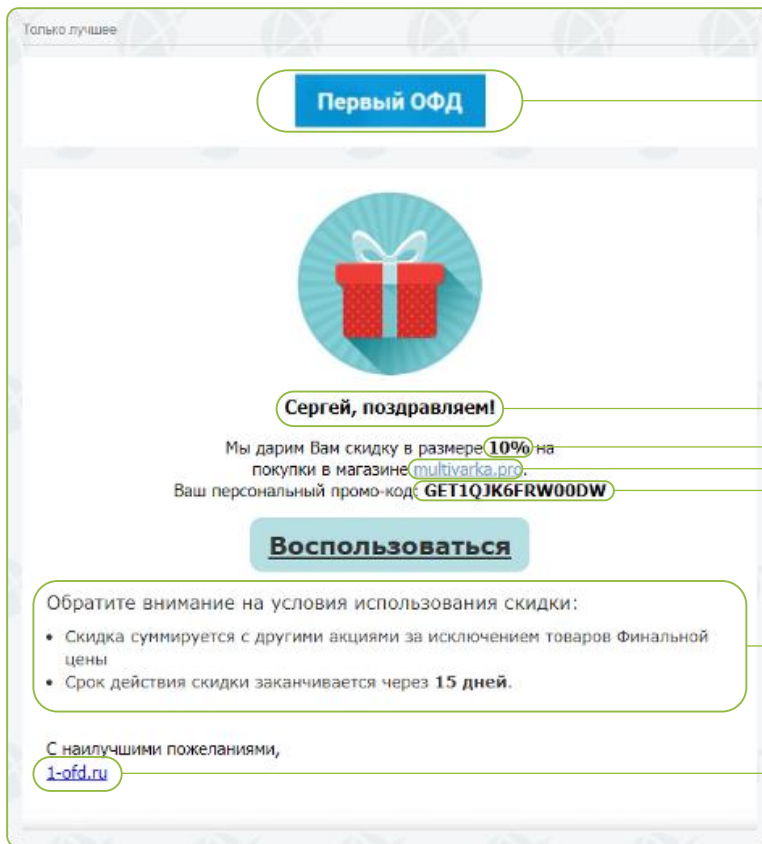 Только лучшее
Первый ОФД
Сергей, поздравляем!
Мы дарим Вам скидку в размере 10% на
покупки в магазине multivarka.pro.
Ваш персональный промо-код: GET1QJK6FRW00DW
Воспользоваться
Обратите внимание на условия использования скидки:
• Скидка суммируется с другими акциями за исключением товаров Финальной
цены
• Срок действия скидки заканчивается через 15 дней.
С наилучшими пожеланиями,
1-ofd.ru